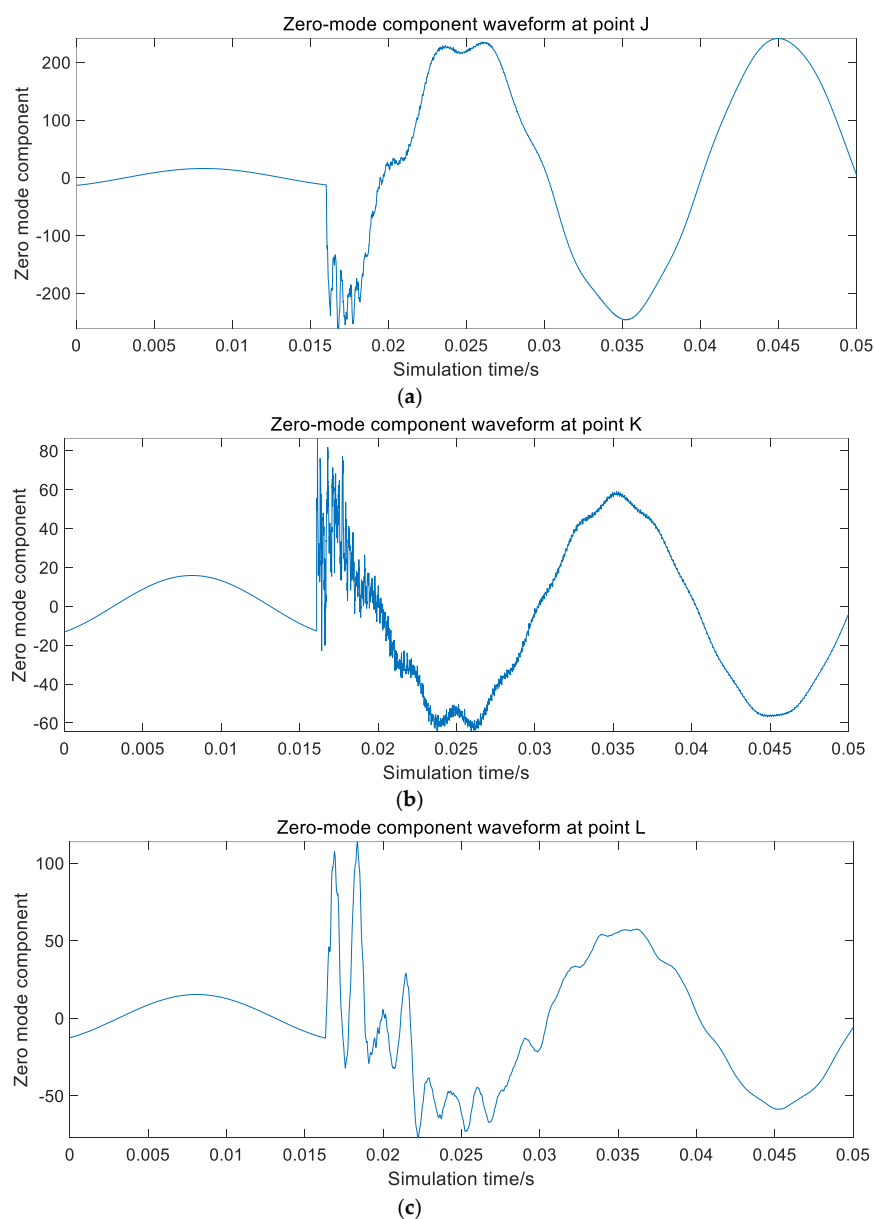 Zero-mode component waveform at point J
Zero mode component
200
100
0
-100
-200
0 0.005 0.01 0.015 0.02 0.025 0.03 0.035 0.04 0.045 0.05
Simulation time/s
(a)
Zero-mode component waveform at point K
Zero mode component
80
60
40
20
0
-20
-40
-60
0 0.005 0.01 0.015 0.02 0.025 0.03 0.035 0.04 0.045 0.05
Simulation time/s
(b)
Zero-mode component waveform at point L
Zero mode component
100
50
0
-50
0 0.005 0.01 0.015 0.02 0.025 0.03 0.035 0.04 0.045 0.05
Simulation time/s
(c)